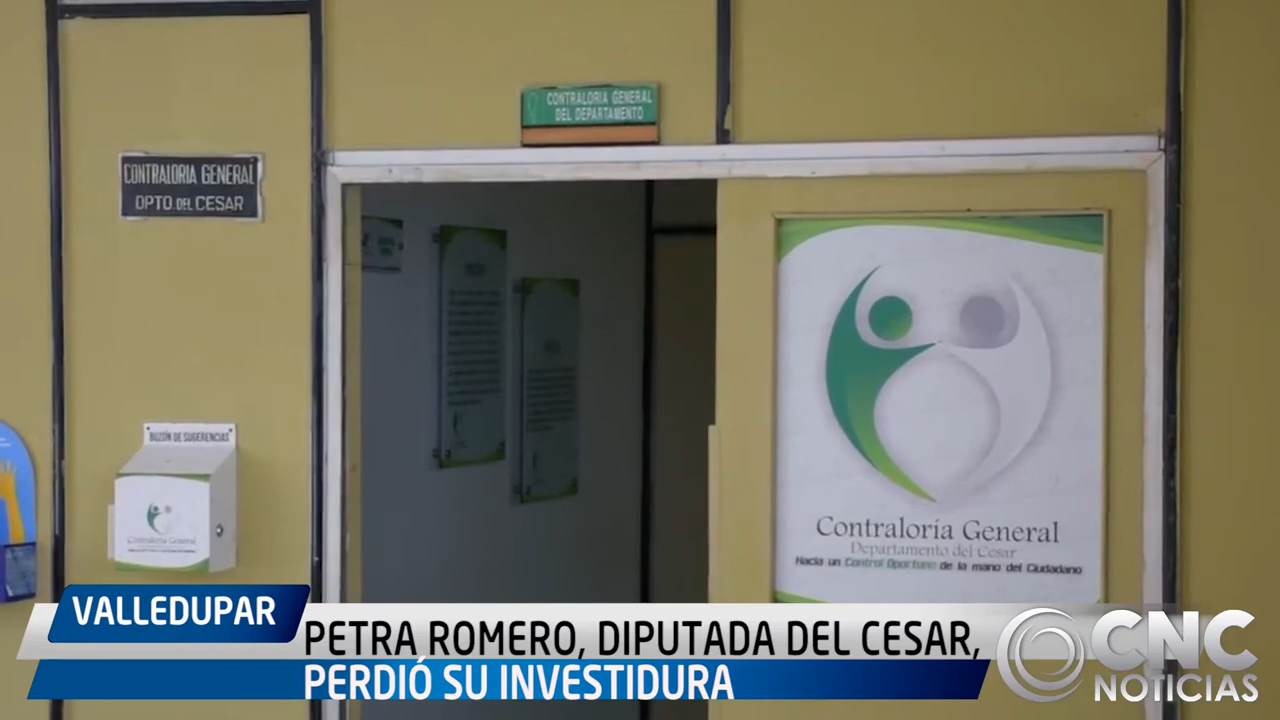 CONTRALORIA GENERAL
DEL DEPARTAMENTO
CONTRALORIA GENERAL
DPTO. DEL CESAR
BUZÓN DE SUGERENCIAS
Contraloría General
Contraloría General
Departamento del Cesar
Hacia un Control Oportuno de la mano del Ciudadano
VALLEDUPAR
PETRA ROMERO, DIPUTADA DEL CESAR,
PERDIÓ SU INVESTIDURA
CNC
NOTICIAS